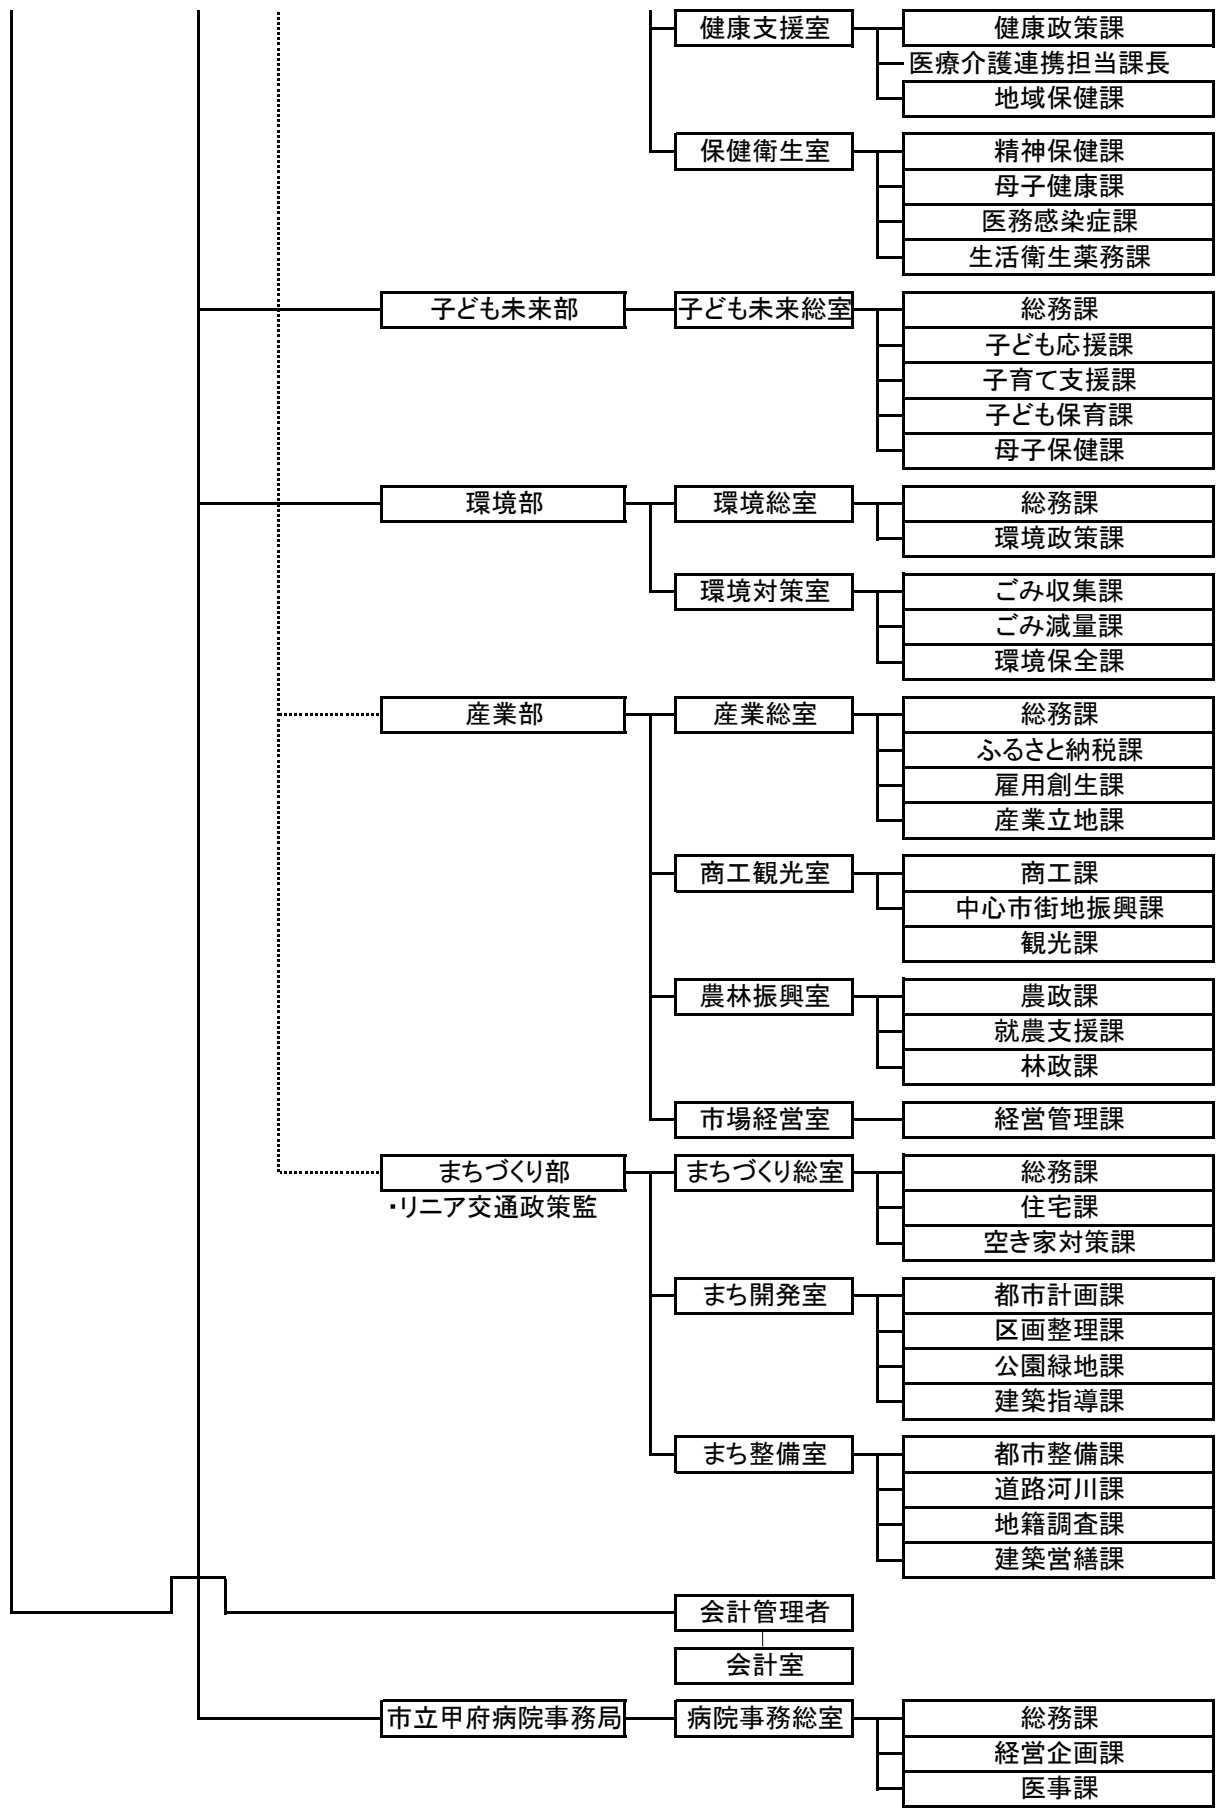 健康支援室 健康政策課
医療介護連携担当課長
地域保健課
保健衛生室 精神保健課
母子健康課
医務感染症課
生活衛生薬務課
子ども未来部 子ども未来総室 総務課
子ども応援課
子育て支援課
子ども保育課
母子保健課
環境部 環境総室 総務課
環境政策課
環境対策室 ごみ収集課
ごみ減量課
環境保全課
産業部 産業総室 総務課
ふるさと納税課
雇用創生課
産業立地課
商工観光室 商工課
中心市街地振興課
観光課
農林振興室 農政課
就農支援課
林政課
市場経営室 経営管理課
まちづくり部 まちづくり総室 総務課
・リニア交通政策監 住宅課
空き家対策課
まち開発室 都市計画課
区画整理課
公園緑地課
建築指導課
まち整備室 都市整備課
道路河川課
地籍調査課
建築営繕課
会計管理者
会計室
市立甲府病院事務局 病院事務総室 総務課
経営企画課
医事課